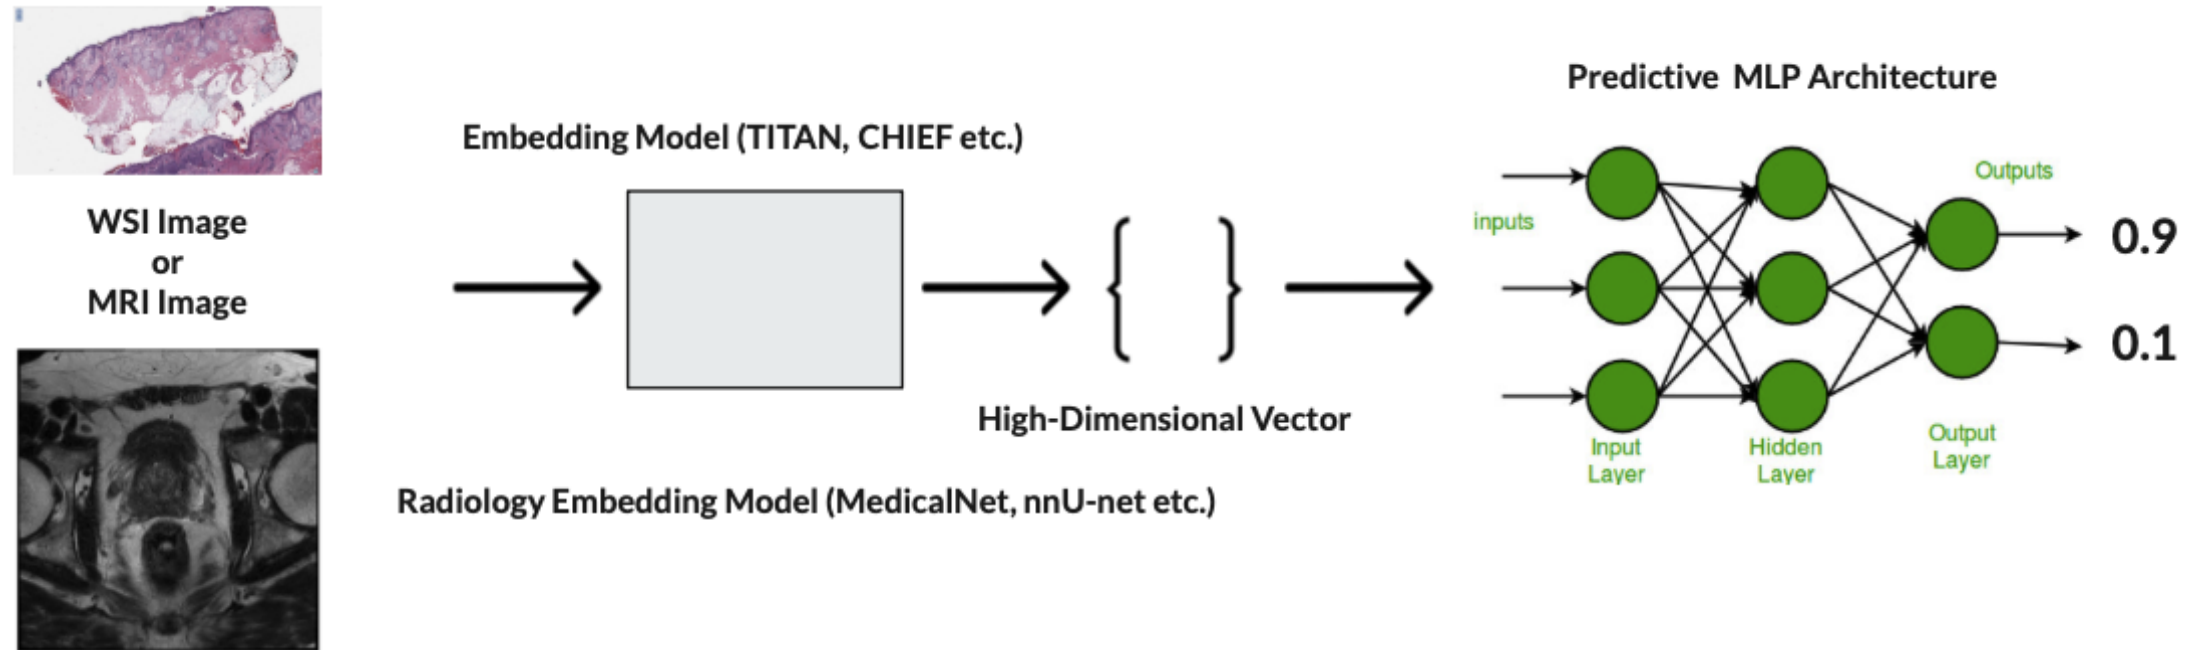 WSI Image
or
MRI Image
Embedding Model (TITAN, CHIEF etc.)
{ }
High-Dimensional Vector
Radiology Embedding Model (MedicalNet, nnU-net etc.)
Predictive MLP Architecture
inputs
Outputs
0.9
0.1
Input
Layer
Hidden
Layer
Output
Layer